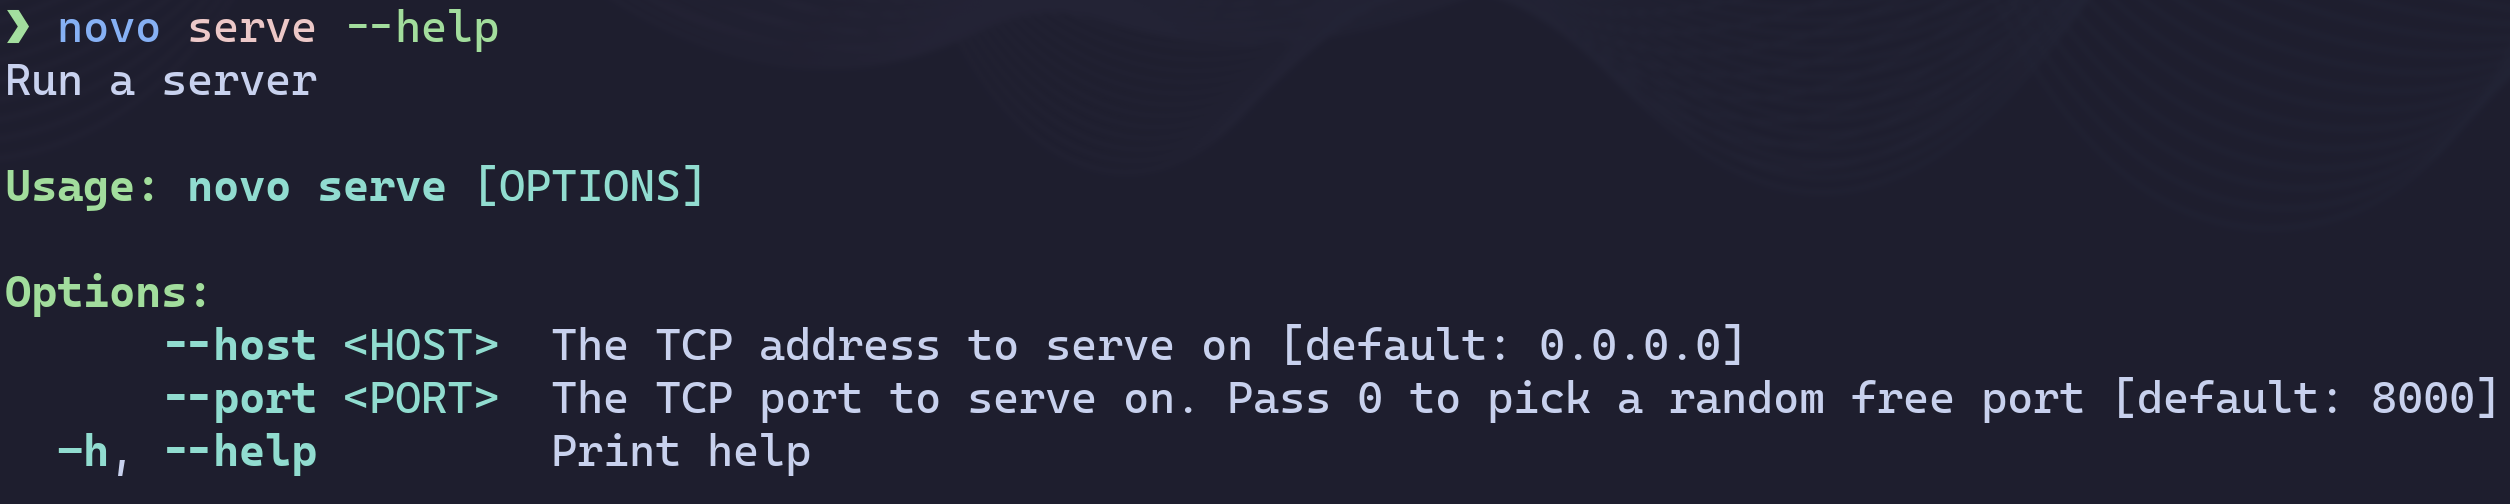 ❯ novo serve --help
Run a server
Usage: novo serve [OPTIONS]
Options:
--host <HOST>  The TCP address to serve on [default: 0.0.0.0]
--port <PORT>  The TCP port to serve on. Pass 0 to pick a random free port [default: 8000]
-h, --help  Print help